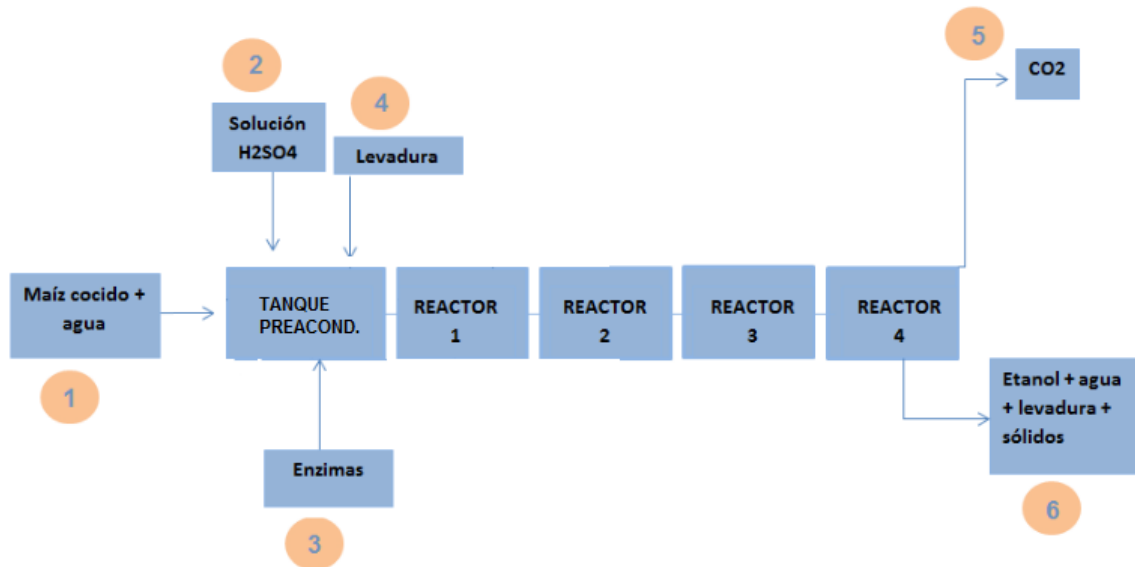 5
CO2
2
4
Solución
H2SO4
Levadura
Maíz cocido +
agua
TANQUE
PREACOND.
REACTOR
1
REACTOR
2
REACTOR
3
REACTOR
4
1
Etanol + agua
+ levadura +
sólidos
Enzimas
6
3